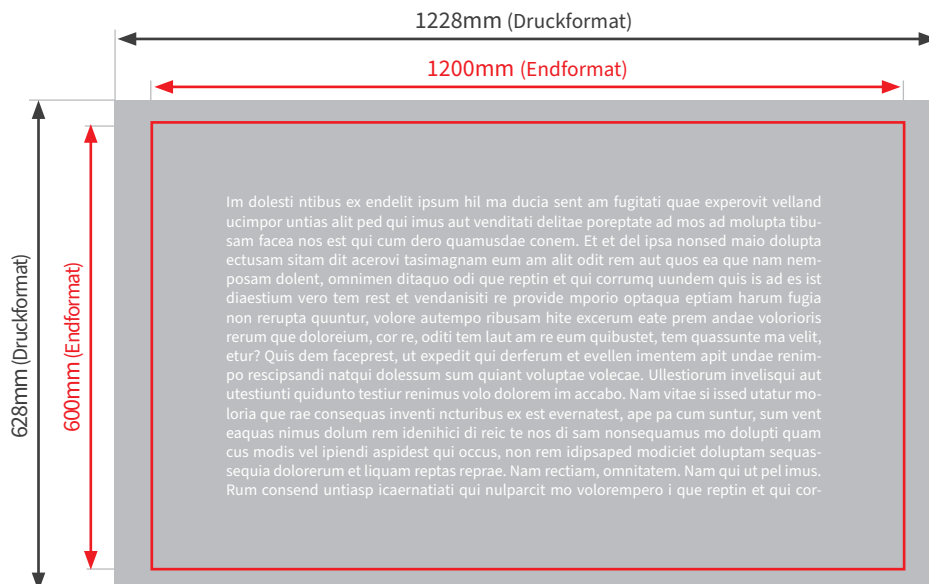 1228mm (Druckformat)
1200mm (Endformat)
628mm (Druckformat)
600mm (Endformat)
Im dolesti ntibus ex endelit ipsum hil ma ducia sent am fugitati quae experovit velland
ucimpor untias alit ped qui imus aut venditati delitae poreptate ad mos ad molupta tibu-
sam facea nos est qui cum dero quamusdae conem. Et et del ipsa nonsed maio dolupta
ectusam sitam dit acerovi tasimagnam eum am alit odit rem aut quos ea que nam nem-
posam dolent, omnimen ditaquo odi que reptin et qui corrumq uundem quis is ad es ist
diaestium vero tem rest et vendanisiti re provide mporio optaqua eptiam harum fugia
non rerupta quuntur, volore autempo ribusam hite excerum eate prem andae volorioris
rerum que doloreium, cor re, oditi tem laut am re eum quibustet, tem quassunte ma velit,
etur? Quis dem faceprest, ut expedit qui derferum et evellen imentem apit undae renim-
po rescipsandi natqui dolessum sum quiant voluptae volecae. Ullestiorum invelisqui aut
utestiunti quidunto testiur renimus volo dolorem im accabo. Nam vitae si issed utatur mo-
loria que rae consequas inventi ncturibus ex est evernatest, ape pa cum suntur, sum vent
eaquas nimus dolum rem idenihici di reic te nos di sam nonsequamus mo dolupti quam
cus modis vel ipiendi aspidest qui occus, non rem idipsaped modiciet doluptam sequas-
sequia dolorerum et liquam reptas reprae. Nam rectiam, omnitatem. Nam qui ut pel imus.
Rum consend untiasp icaernatiati qui nulparcit mo volorempero i que reptin et qui cor-